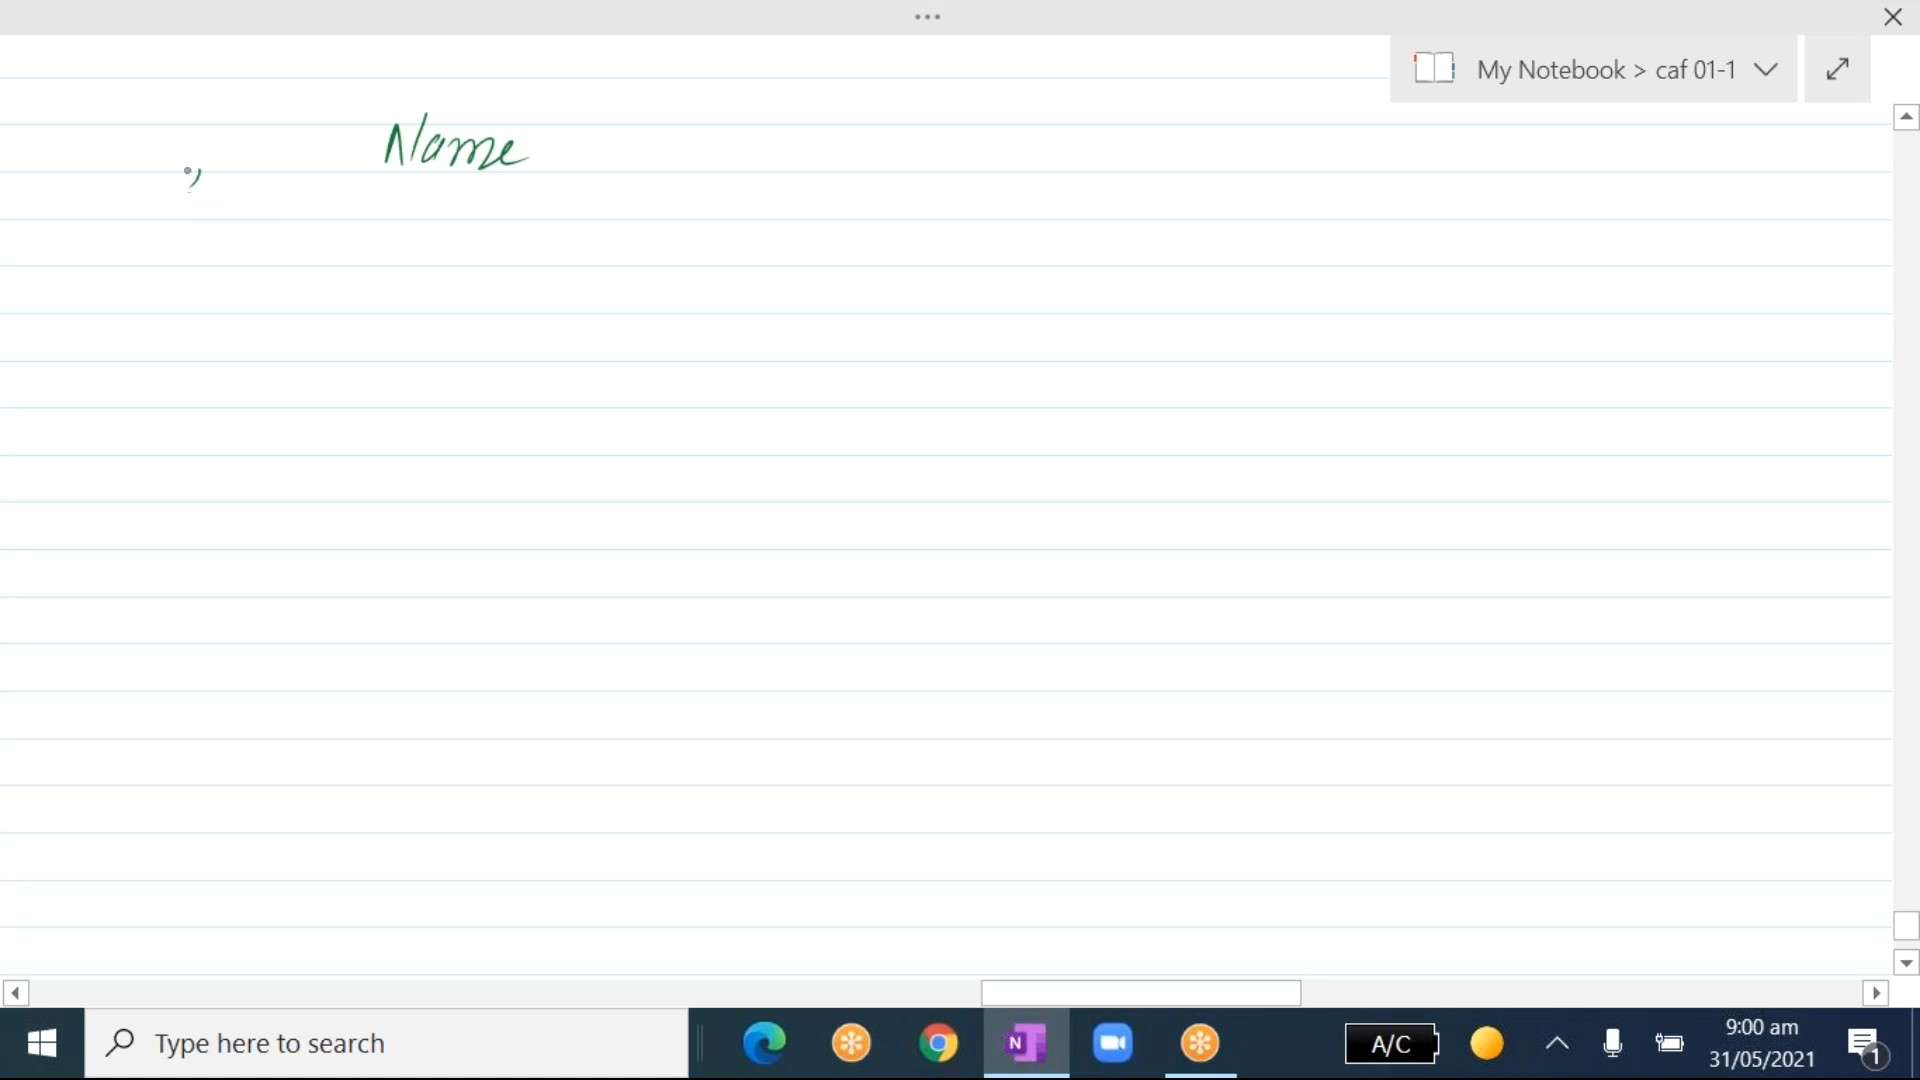 My Notebook > caf 01-1
Name
Type here to search
A/C
9:00 am
31/05/2021
1